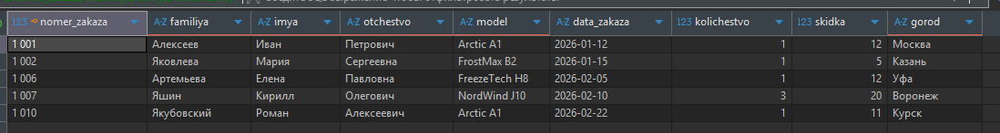 123 nomer_zakaza A-Z familiya A-Z imya A-Z otchestvo A-Z model A-Z data_zakaza 123 kolichestvo 123 skidka A-Z gorod
1 001 Алексеев Иван Петрович Arctic A1 2026-01-12 1 12 Москва
1 002 Яковлева Мария Сергеевна FrostMax B2 2026-01-15 1 5 Казань
1 006 Артемьева Елена Павловна FreezeTech H8 2026-02-05 1 12 Уфа
1 007 Яшин Кирилл Олегович NordWind J10 2026-02-10 3 20 Воронеж
1 010 Якубовский Роман Алексеевич Arctic A1 2026-02-22 1 11 Курск